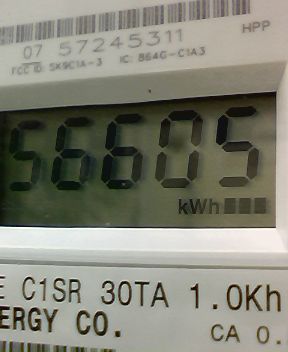 07 57245311 HPP
FCC ID: SK9C1A-3 IC: 864G-C1A3
56605
kWh
E C1SR 30TA 1.0Kh
ERGY CO. CA 0.